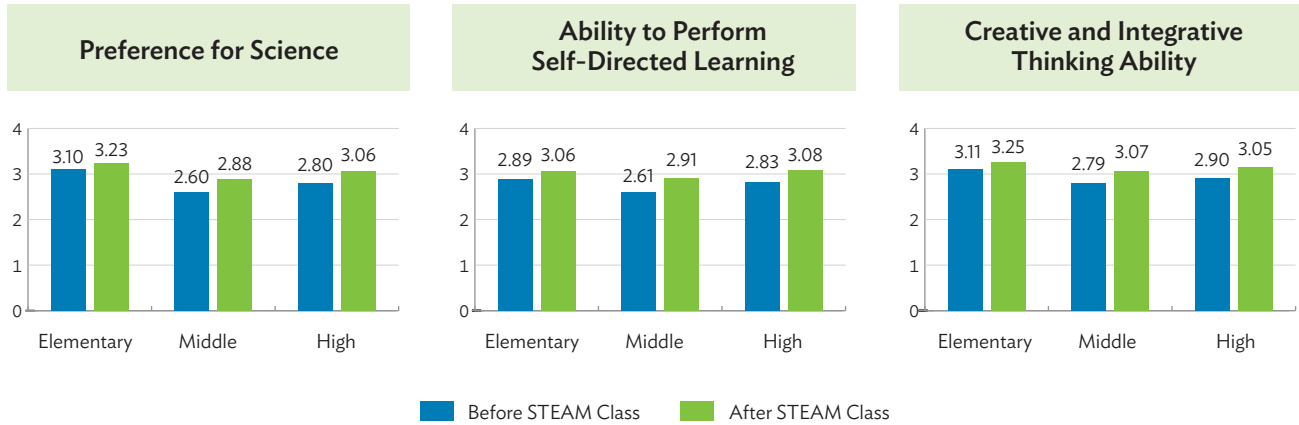 Preference for Science
Ability to Perform
Self-Directed Learning
Creative and Integrative
Thinking Ability
4
3
2
1
0
3.10 3.23
2.60 2.88
2.80 3.06
Elementary Middle High
4
3
2
1
0
2.89 3.06
2.61 2.91
2.83 3.08
Elementary Middle High
4
3
2
1
0
3.11 3.25
2.79 3.07
2.90 3.05
Elementary Middle High
Before STEAM Class After STEAM Class